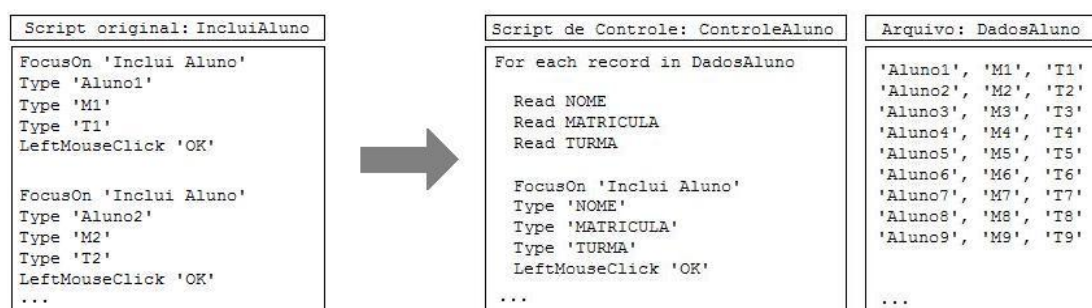 Script original: IncluiAluno
FocusOn 'Inclui Aluno'
Type 'Aluno1'
Type 'M1'
Type 'T1'
LeftMouseClick 'OK'
FocusOn 'Inclui Aluno'
Type 'Aluno2'
Type 'M2'
Type 'T2'
LeftMouseClick 'OK'
...
Script de Controle: ControleAluno
For each record in DadosAluno
Read NOME
Read MATRICULA
Read TURMA
FocusOn 'Inclui Aluno'
Type 'NOME'
Type 'MATRICULA'
Type 'TURMA'
LeftMouseClick 'OK'
...
Arquivo: DadosAluno
'Aluno1', 'M1', 'T1'
'Aluno2', 'M2', 'T2'
'Aluno3', 'M3', 'T3'
'Aluno4', 'M4', 'T4'
'Aluno5', 'M5', 'T5'
'Aluno6', 'M6', 'T6'
'Aluno7', 'M7', 'T7'
'Aluno8', 'M8', 'T8'
'Aluno9', 'M9', 'T9'
...